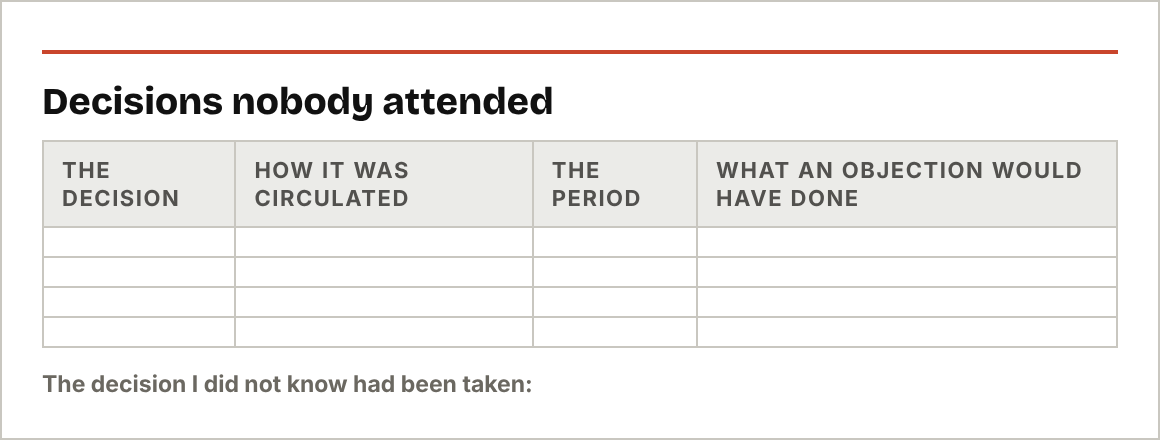 Decisions nobody attended
THE DECISION
HOW IT WAS CIRCULATED
THE PERIOD
WHAT AN OBJECTION WOULD HAVE DONE
The decision I did not know had been taken: